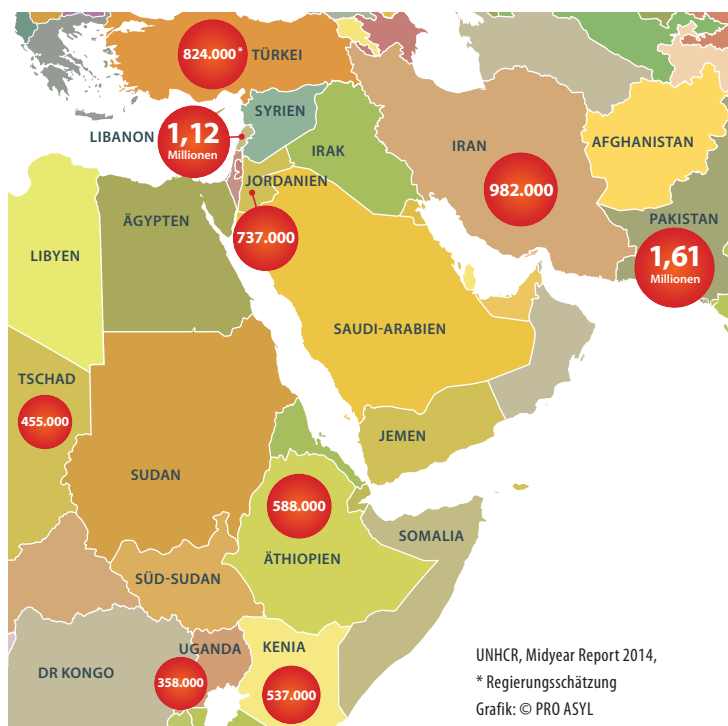 824.000*
TÜRKEI
SYRIEN
LIBANON
1,12
Millionen
IRAK
IRAN
AFGHANISTAN
JORDANIEN
982.000
ÄGYPTEN
PAKISTAN
737.000
1,61
Millionen
LIBYEN
SAUDI-ARABIEN
TSCHAD
455.000
JEMEN
SUDAN
588.000
SOMALIA
ÄTHIOPIEN
SÜD-SUDAN
UGANDA
KENIA
DR KONGO
358.000
537.000
UNHCR, Midyear Report 2014,
* Regierungsschätzung
Grafik: © PRO ASYL